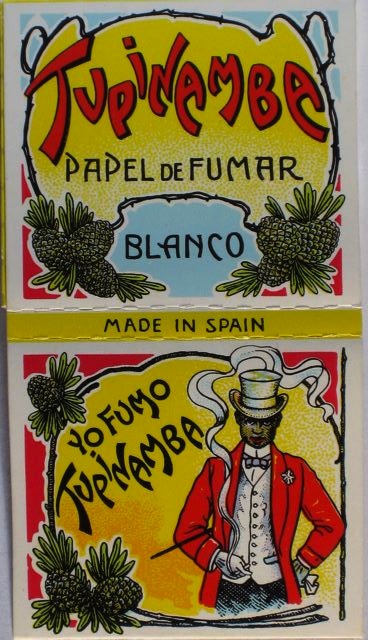 TUPINAMBA
PAPEL DE FUMAR
BLANCO
MADE IN SPAIN
YO FUMO
TUPINAMBA